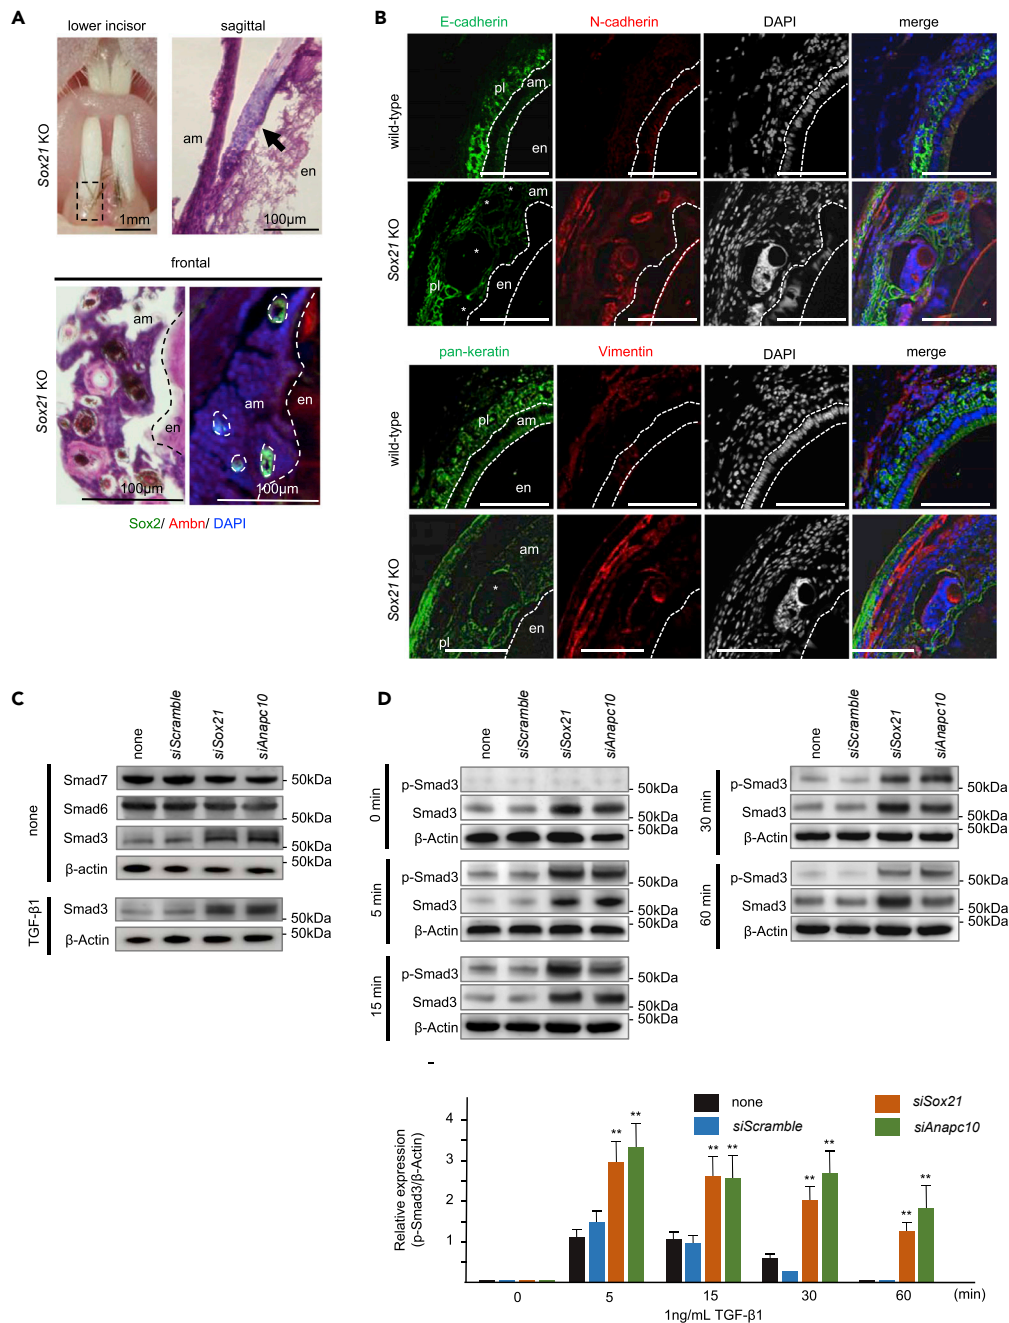 A
lower incisor
sagittal
Sox21 KO
am
en
1mm
100µm
frontal
Sox21 KO
am
en
am
en
100µm
100µm
Sox2/ Ambn/ DAPI
B
E-cadherin
N-cadherin
DAPI
merge
wild-type
pl
am
en
Sox21 KO
*
*
*
*
am
pl
en
pan-keratin
Vimentin
DAPI
merge
wild-type
pl
am
en
Sox21 KO
am
*
pl
en
C
none
siScramble
siSox21
siAnapc10
none
Smad7
50kDa
Smad6
50kDa
Smad3
50kDa
β-actin
50kDa
TGF-β1
Smad3
50kDa
β-Actin
50kDa
D
none
siScramble
siSox21
siAnapc10
0 min
p-Smad3
50kDa
Smad3
50kDa
β-Actin
50kDa
5 min
p-Smad3
50kDa
Smad3
50kDa
β-Actin
50kDa
15 min
p-Smad3
50kDa
Smad3
50kDa
β-Actin
50kDa
none
siScramble
siSox21
siAnapc10
30 min
p-Smad3
50kDa
Smad3
50kDa
β-Actin
50kDa
60 min
p-Smad3
50kDa
Smad3
50kDa
β-Actin
50kDa
none
siScramble
siSox21
siAnapc10
Relative expression
(p-Smad3/β-Actin)
4
3
2
1
** **
** **
** **
** **
0 5 15 30 60 (min)
1ng/mL TGF-β1